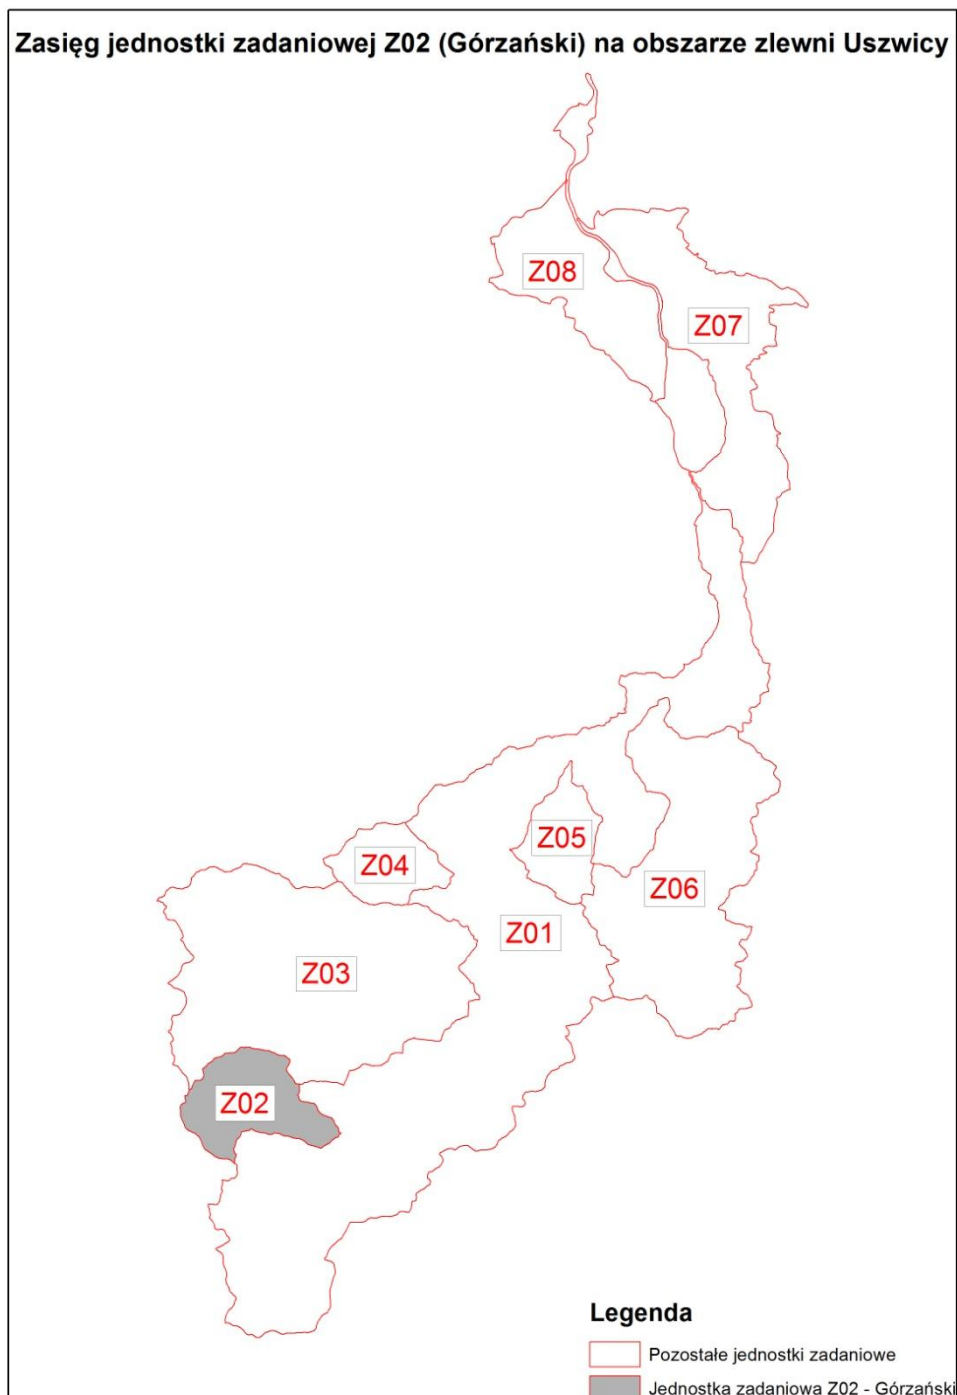 Zasięg jednostki zadaniowej Z02 (Górzański) na obszarze zlewni Uszwicy
Z08
Z07
Z05
Z04
Z06
Z01
Z03
Z02
Legenda
Pozostałe jednostki zadaniowe
Jednostka zadaniowa Z02 - Górzański